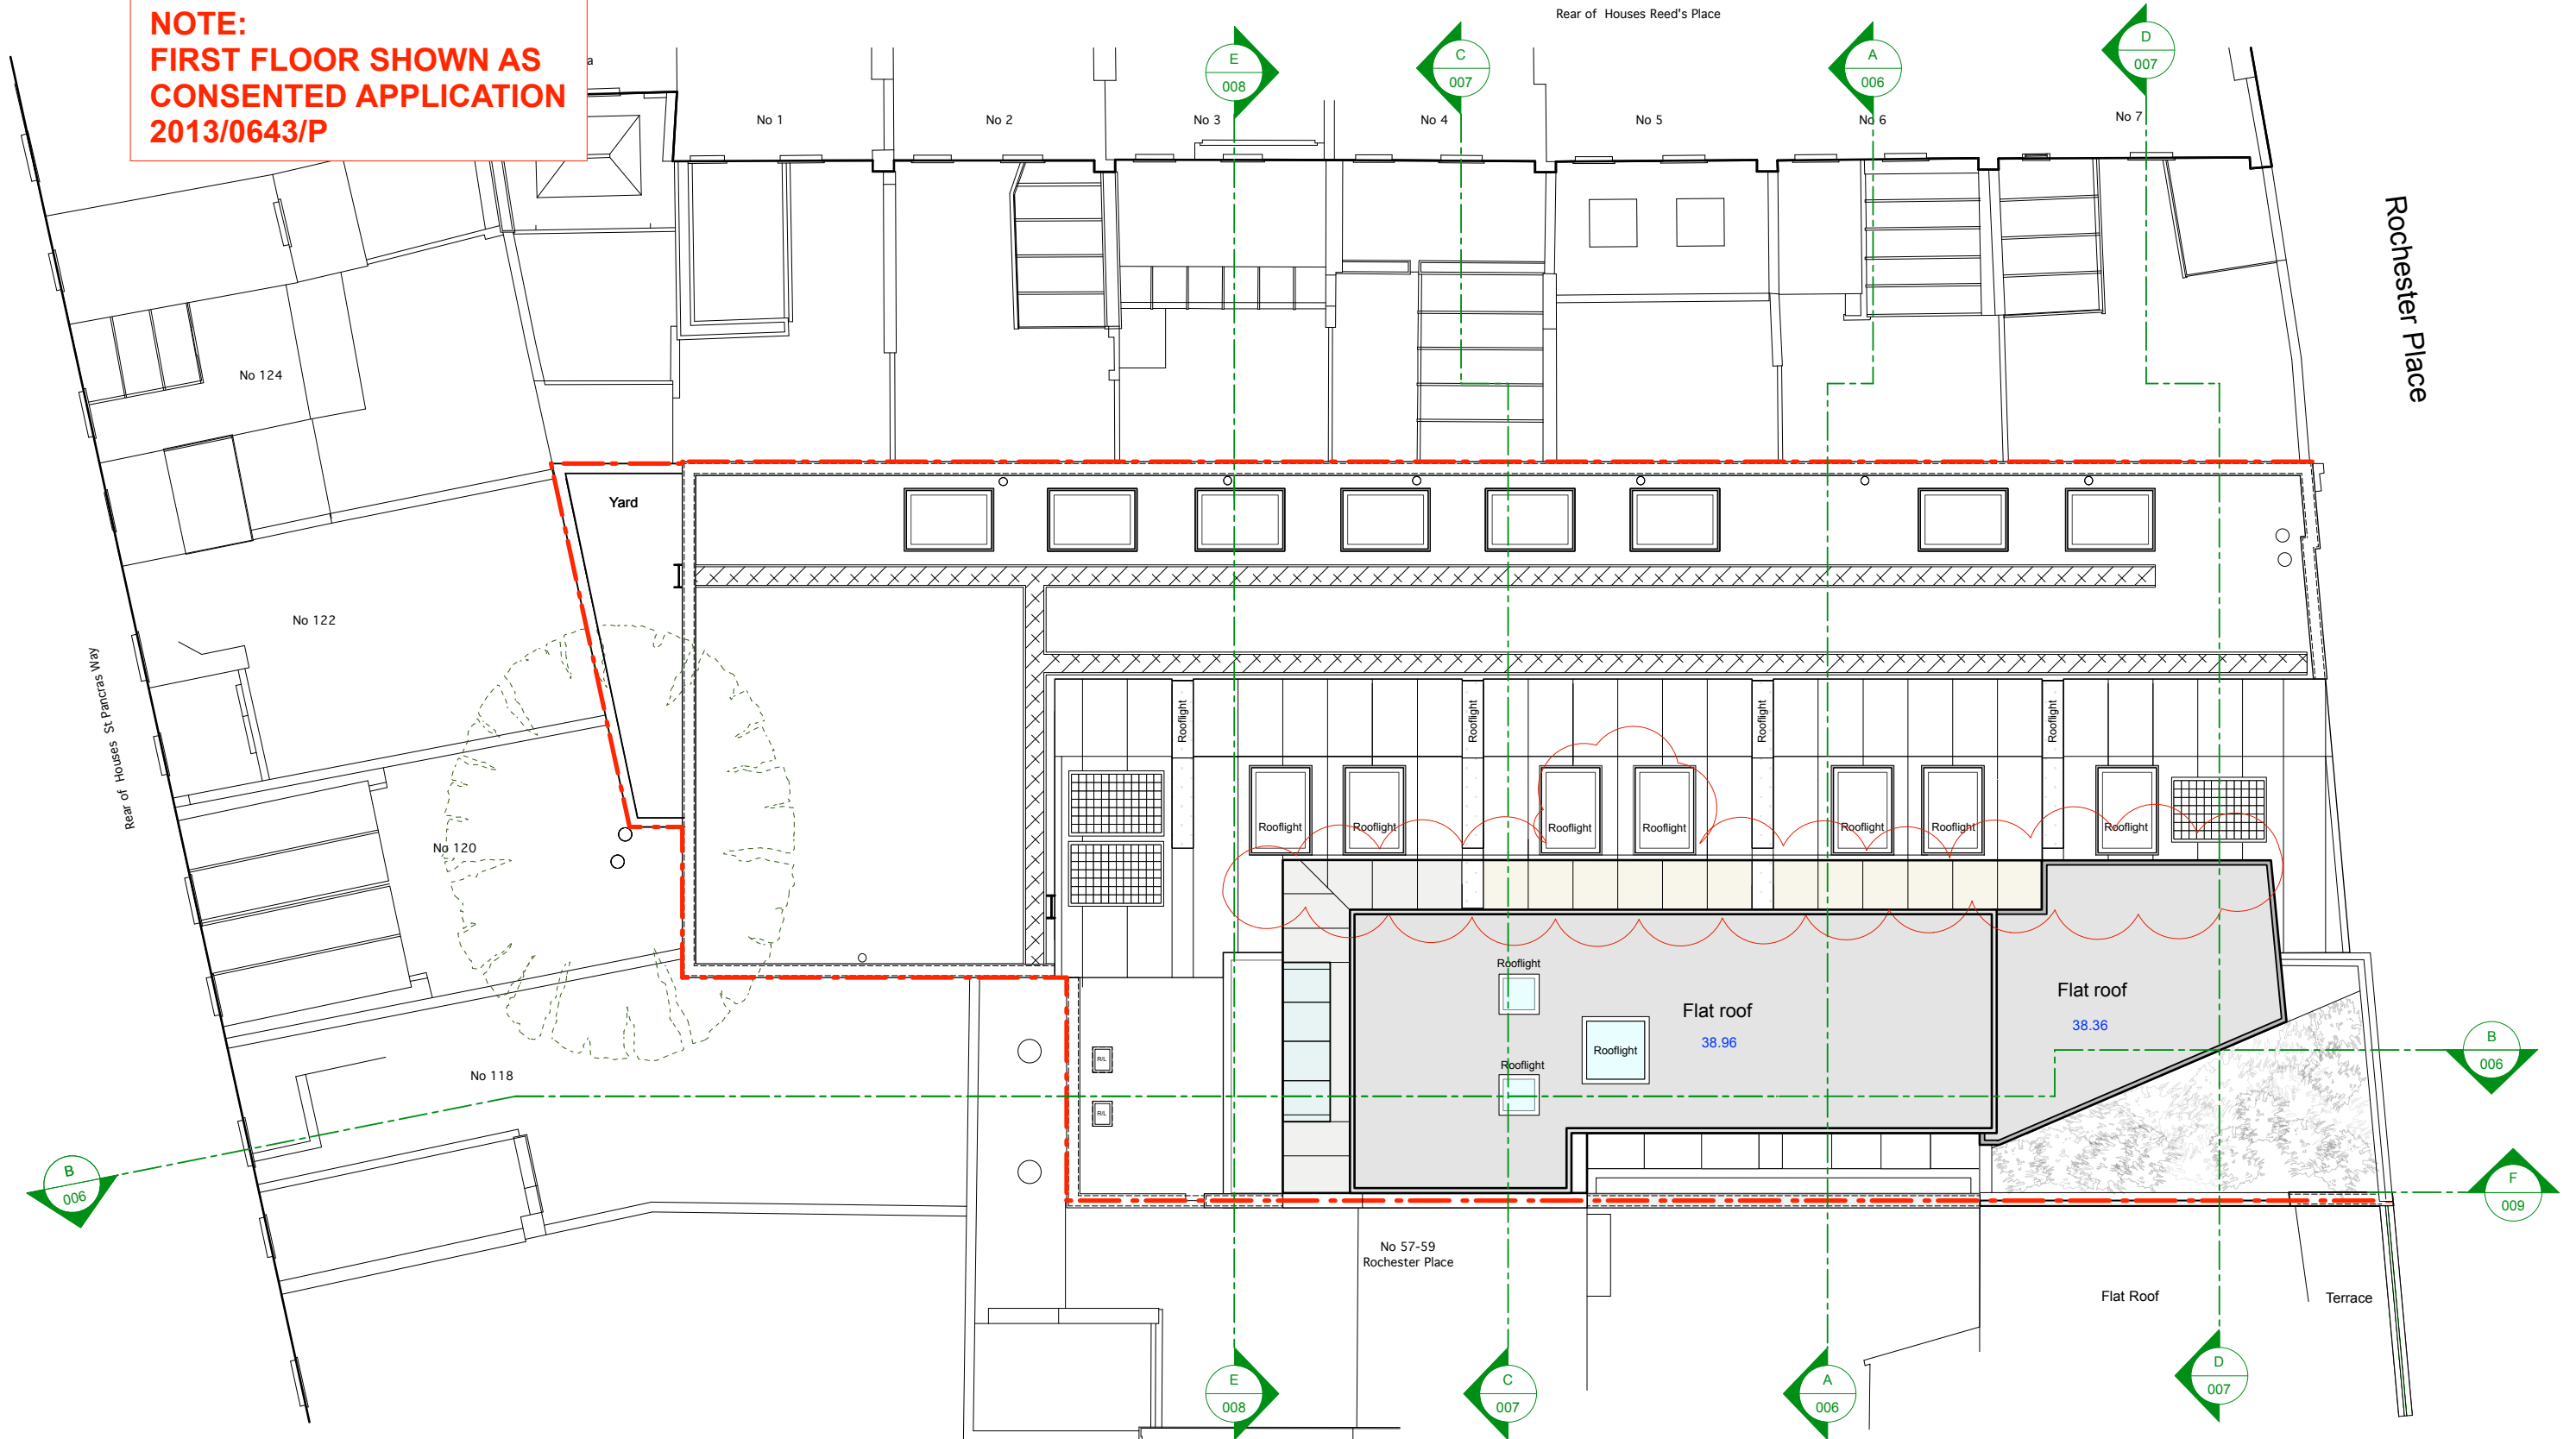 NOTE:
FIRST FLOOR SHOWN AS
CONSENTED APPLICATION
2013/0643/P
a
Rear of Houses Reed's Place
E
008
C
007
A
006
D
007
No 1
No 2
No 3
No 4
No 5
No 6
No 7
Rochester Place
No 124
Yard
No 122
Rear of Houses St Pancras Way
No 120
No 118
Rooflight
Rooflight
Rooflight
Rooflight
Rooflight
Rooflight
Rooflight
Rooflight
Rooflight
Rooflight
Rooflight
Rooflight
Rooflight
Rooflight
Flat roof
38.96
Flat roof
38.36
R/L
R/L
B
006
B
006
F
009
No 57-59
Rochester Place
Flat Roof
Terrace
E
008
C
007
A
006
D
007